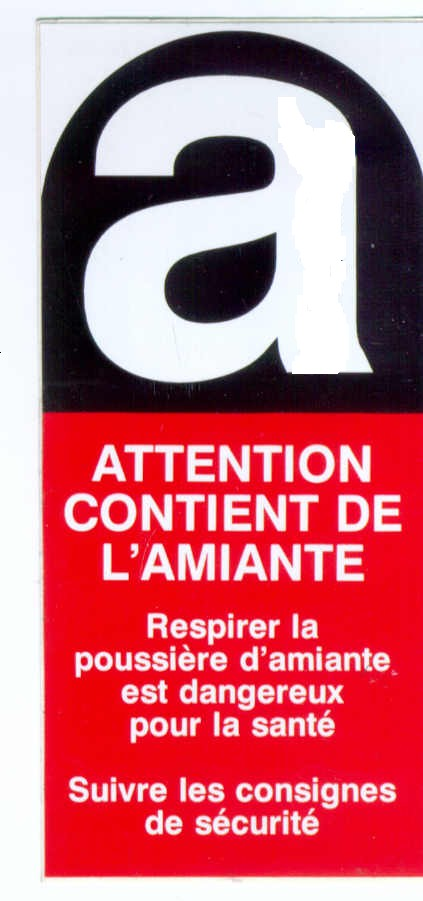 a
ATTENTION
CONTIENT DE
L'AMIANTE
Respirer la
poussière d'amiante
est dangereux
pour la santé
Suivre les consignes
de sécurité